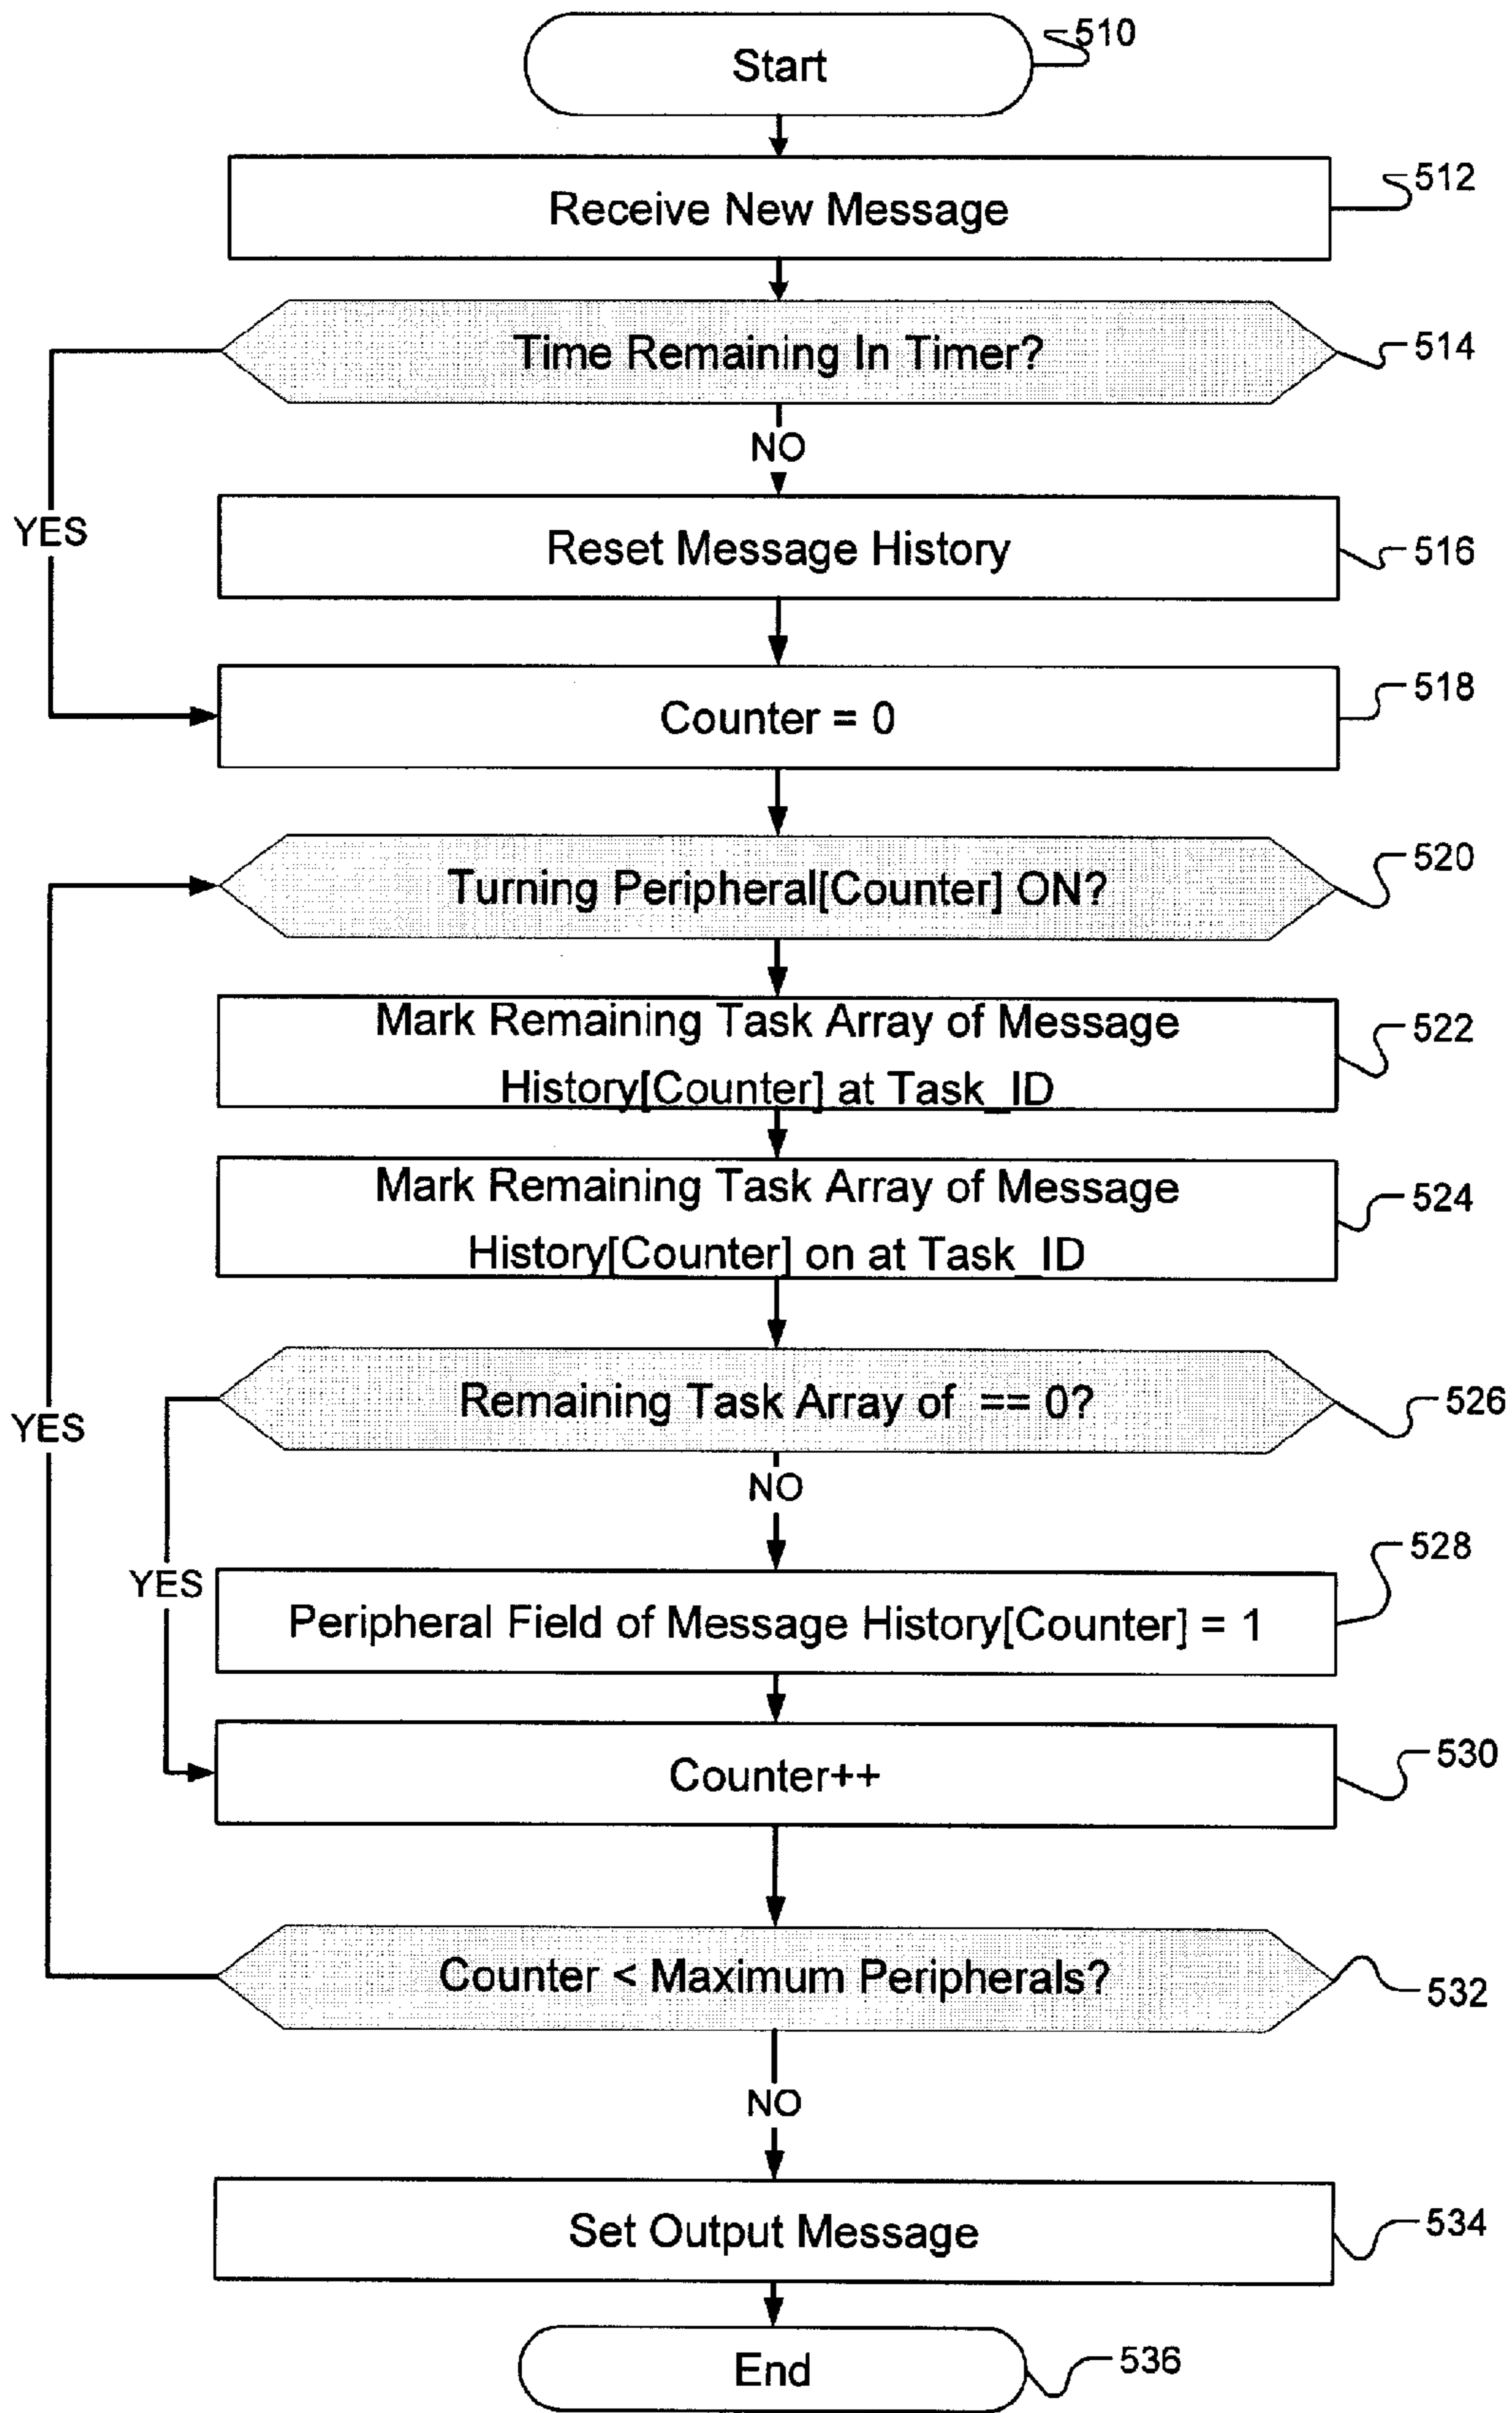 Start
510
Receive New Message
512
Time Remaining In Timer?
514
NO
YES
Reset Message History
516
Counter = 0
518
Turning Peripheral[Counter] ON?
520
Mark Remaining Task Array of Message
History[Counter] at Task_ID
522
Mark Remaining Task Array of Message
History[Counter] on at Task_ID
524
Remaining Task Array of == 0?
526
YES
NO
YES
Peripheral Field of Message History[Counter] = 1
528
Counter++
530
Counter < Maximum Peripherals?
532
NO
Set Output Message
534
End
536